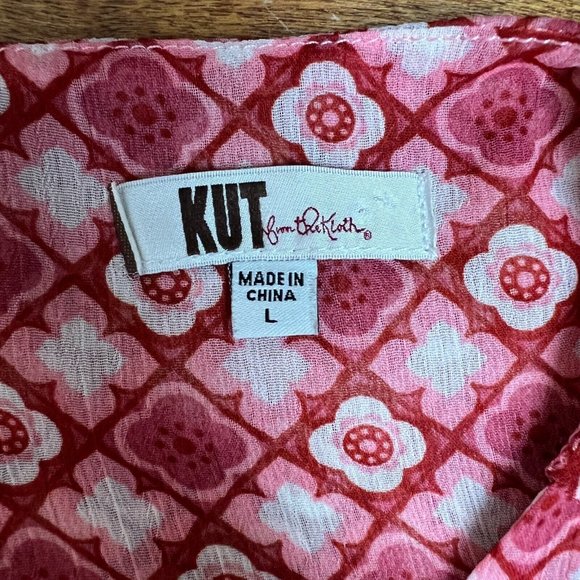 KUT from the Kloth®
MADE IN
CHINA
L